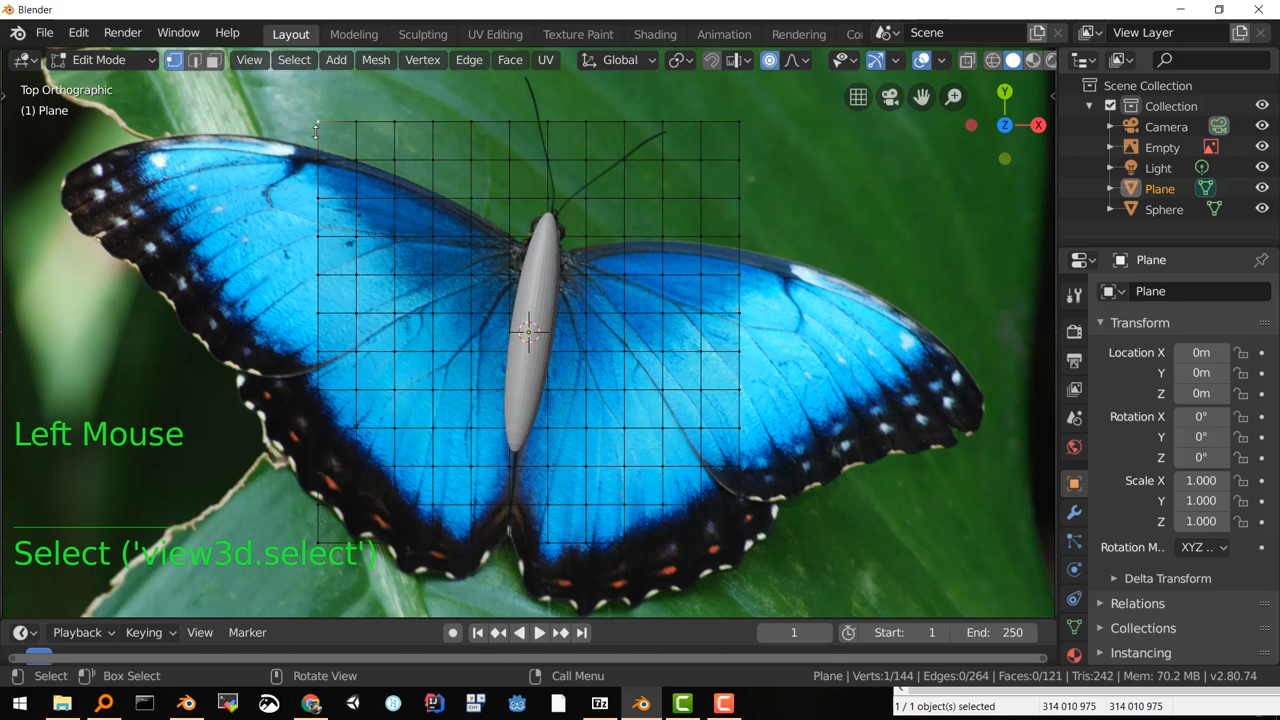 Blender
File Edit Render Window Help Layout Modeling Sculpting UV Editing Texture Paint Shading Animation Rendering Co Scene View Layer
Edit Mode View Select Add Mesh Vertex Edge Face UV Global
Top Orthographic
(1) Plane
Y
Z
X
Left Mouse
Select ('view3d.select')
Scene Collection
Collection
Camera
Empty
Light
Plane
Sphere
Plane
Plane
Transform
Location X 0m
Y 0m
Z 0m
Rotation X 0°
Y 0°
Z 0°
Scale X 1.000
Y 1.000
Z 1.000
Rotation M.. XYZ ..
Delta Transform
Relations
Collections
Instancing
Playback Keying View Marker 1 Start: 1 End: 250
Select Box Select Rotate View Call Menu Plane | Verts:1/144 | Edges:0/264 | Faces:0/121 | Tris:242 | Mem: 70.2 MB | v2.80.74
1 / 1 object(s) selected 314 010 975 314 010 975